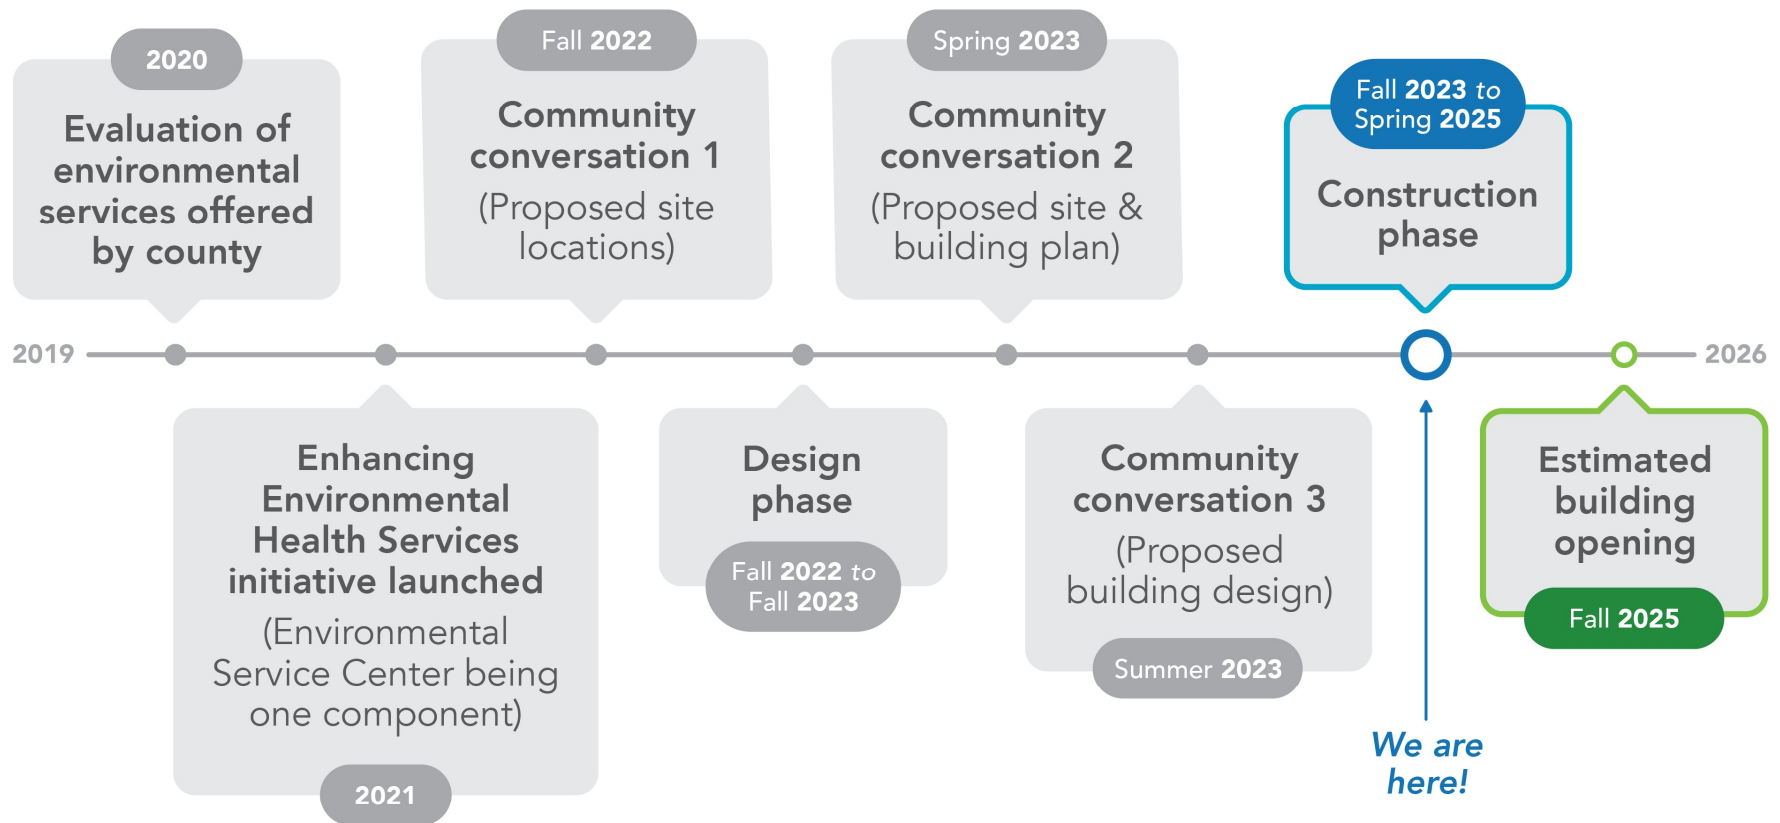 2020
Evaluation of
environmental
services offered
by county
Fall 2022
Community
conversation 1
(Proposed site
locations)
Spring 2023
Community
conversation 2
(Proposed site &
building plan)
Fall 2023 to
Spring 2025
Construction
phase
2019
2026
Enhancing
Environmental
Health Services
initiative launched
(Environmental
Service Center being
one component)
2021
Design
phase
Fall 2022 to
Fall 2023
Community
conversation 3
(Proposed
building design)
Summer 2023
We are
here!
Estimated
building
opening
Fall 2025